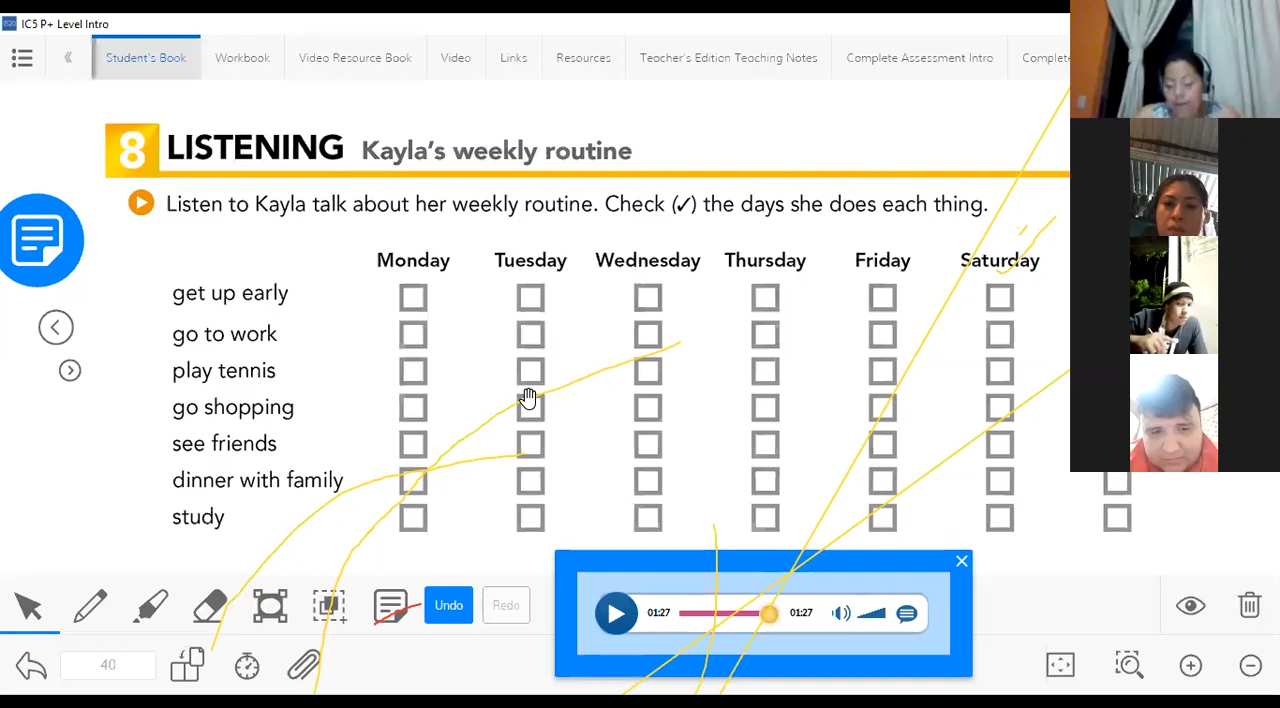 IC5 P+ Level Intro
Student's Book Workbook Video Resource Book Video Links Resources Teacher's Edition Teaching Notes Complete Assessment Intro Complete
8 LISTENING Kayla's weekly routine
Listen to Kayla talk about her weekly routine. Check (✓) the days she does each thing.
Monday Tuesday Wednesday Thursday Friday Saturday
get up early
go to work
play tennis
go shopping
see friends
dinner with family
study
Undo Redo
01:27 01:27
40